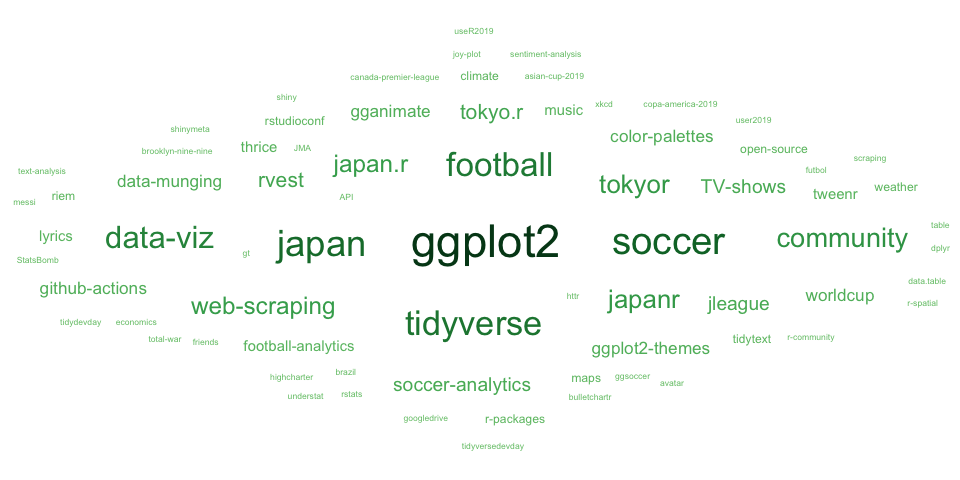 useR2019
joy-plot
sentiment-analysis
canada-premier-league
climate
asian-cup-2019
shiny
gganimate
tokyo.r
music
xkcd
copa-america-2019
rstudioconf
user2019
shinymeta
color-palettes
brooklyn-nine-nine
thrice
JMA
open-source
japan.r
football
scraping
text-analysis
data-munging
rvest
tokyor
TV-shows
futbol
messi
riem
API
tweenr
weather
lyrics
data-viz
japan
ggplot2
soccer
community
table
StatsBomb
gt
dplyr
github-actions
web-scraping
httr
japanr
jleague
worldcup
data.table
r-spatial
tidydevday
economics
tidyverse
total-war
friends
football-analytics
ggplot2-themes
tidytext
r-community
highcharter
brazil
soccer-analytics
maps
ggsoccer
avatar
understat
rstats
bulletchartr
googledrive
r-packages
tidyversedevday